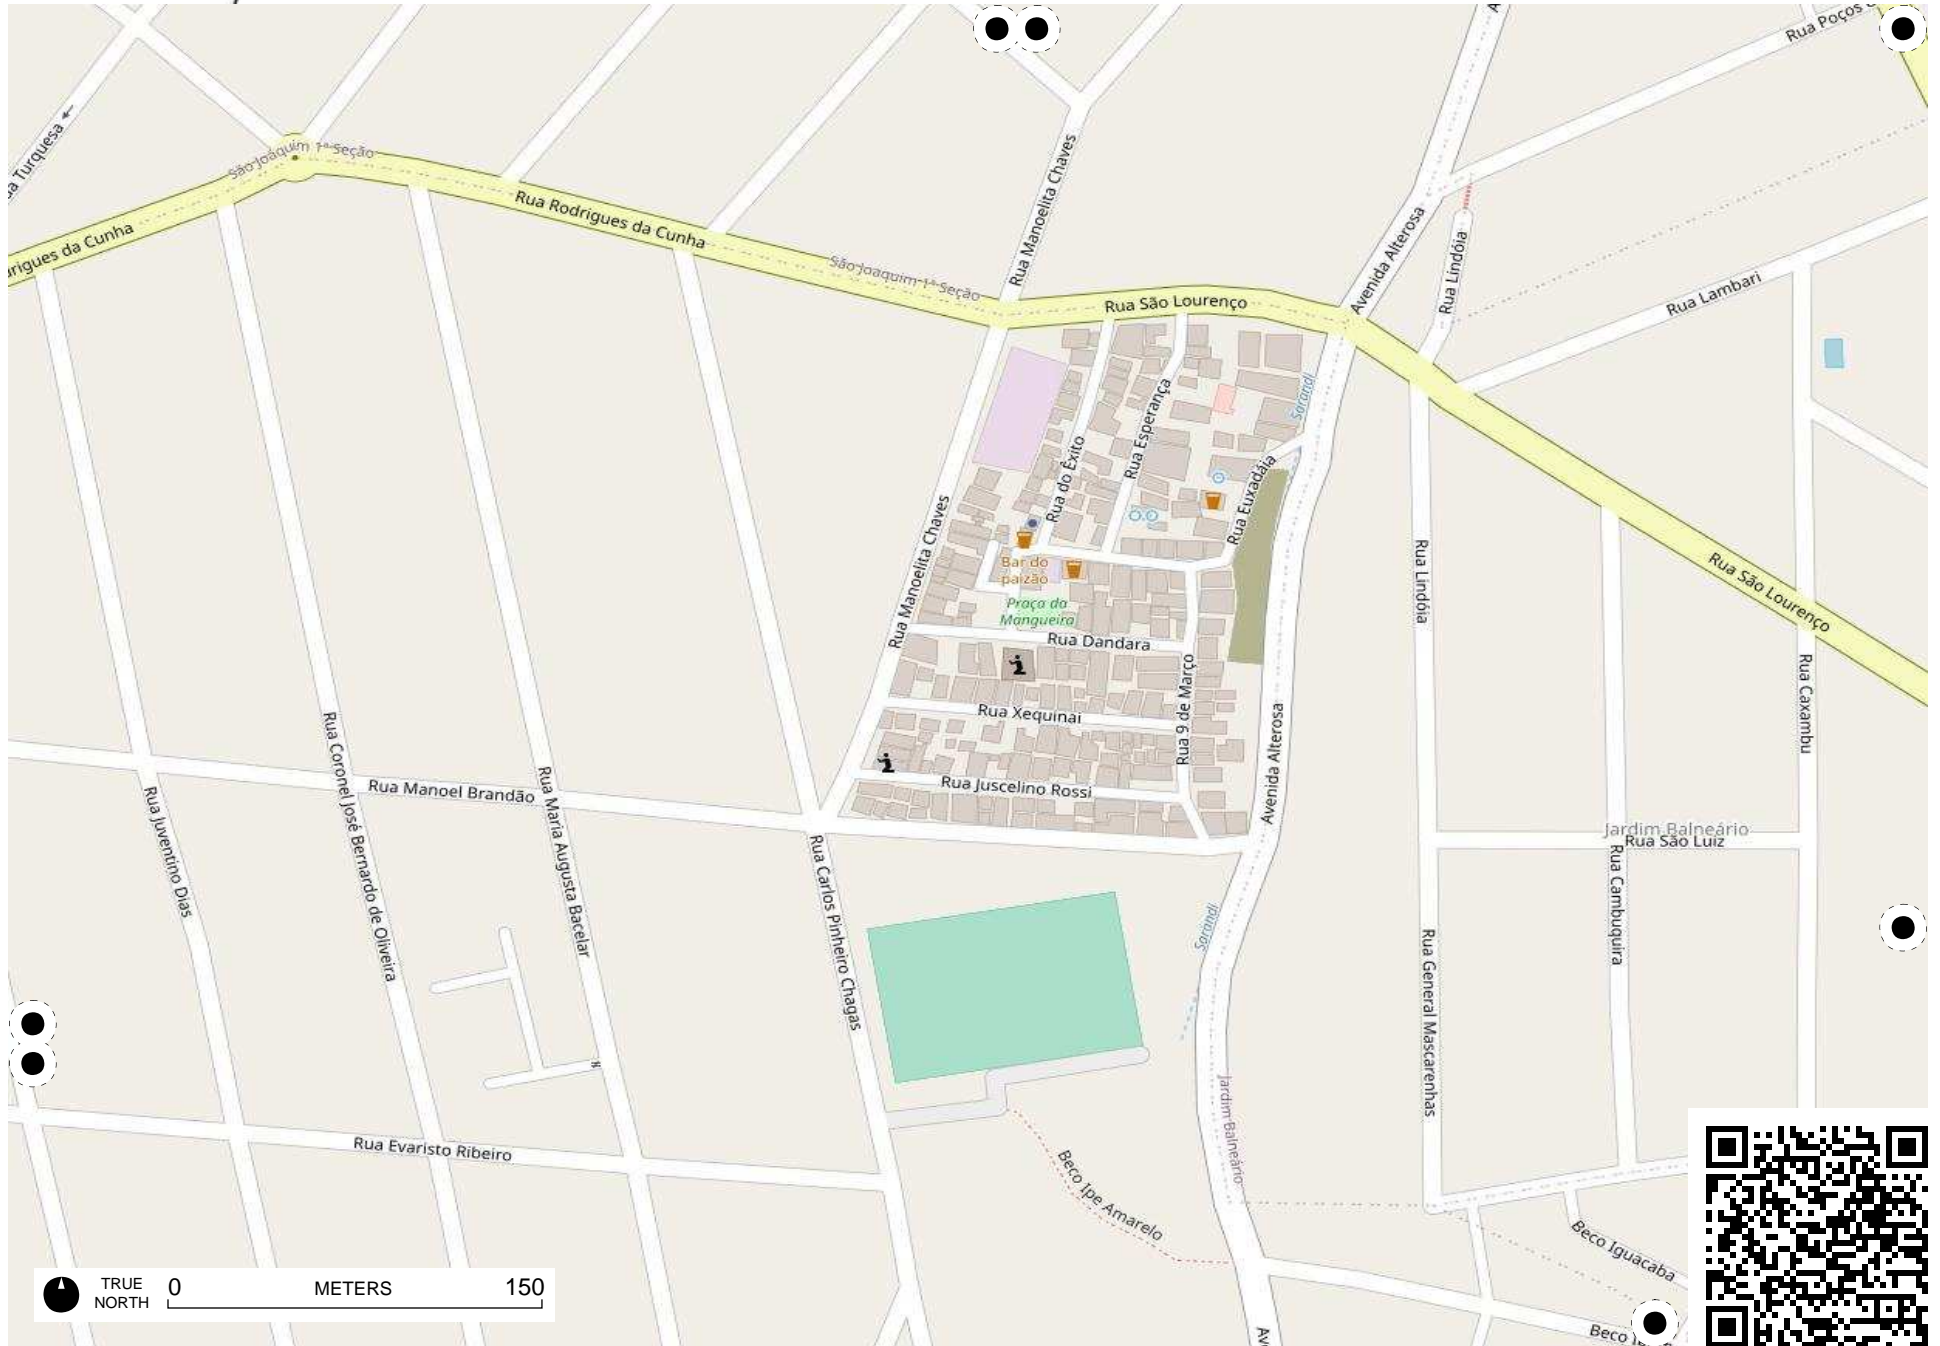 Rua Poços
Turquesa
São Joaquim 1ª Seção
Rua Manoelita Chaves
Rua Rodrigues da Cunha
Avenida Alterosa
Rua Lindóia
rigues da Cunha
São Joaquim 1ª Seção
Rua São Lourenço
Rua Lambari
Sarandi
Rua Esperança
Rua do Êxito
Rua Euxadáia
Rua Manoelita Chaves
Bar do
paizão
Praça da
Mangueira
Rua Dandara
Rua Lindóia
Rua São Lourenço
Rua 9 de Março
Rua Xequinai
Rua Caxambu
Avenida Alterosa
Rua Juscelino Rossi
Rua Manoel Brandão
Rua Juventino Dias
Rua Coronel José Bernardo de Oliveira
Rua Maria Augusta Bacelar
Rua Carlos Pinheiro Chagas
Jardim Balneário
Rua São Luiz
Rua Cambuquira
Sarandi
Rua General Mascarenhas
Jardim Balneário
Rua Evaristo Ribeiro
Beco Ipe Amarelo
Beco Iguacaba
TRUE
NORTH
0 METERS 150
Av
Beco